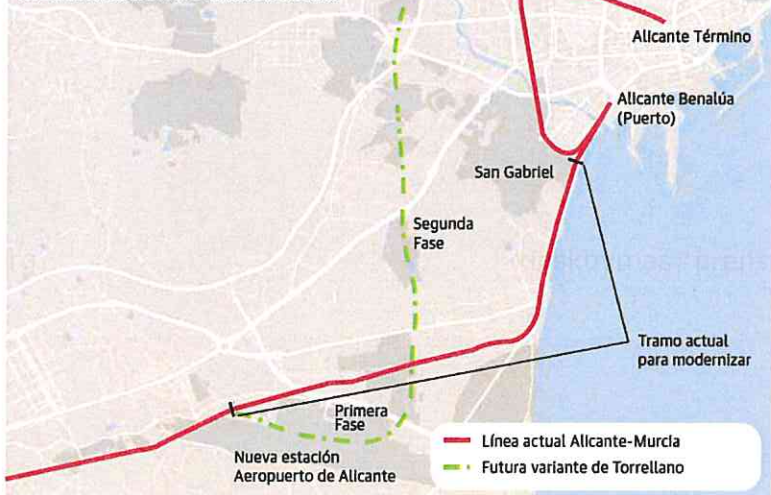 Alicante Término
Alicante Benalúa
(Puerto)
San Gabriel
Segunda
Fase
Tramo actual
para modernizar
Primera
Fase
Nueva estación
Aeropuerto de Alicante
Línea actual Alicante-Murcia
Futura variante de Torrellano